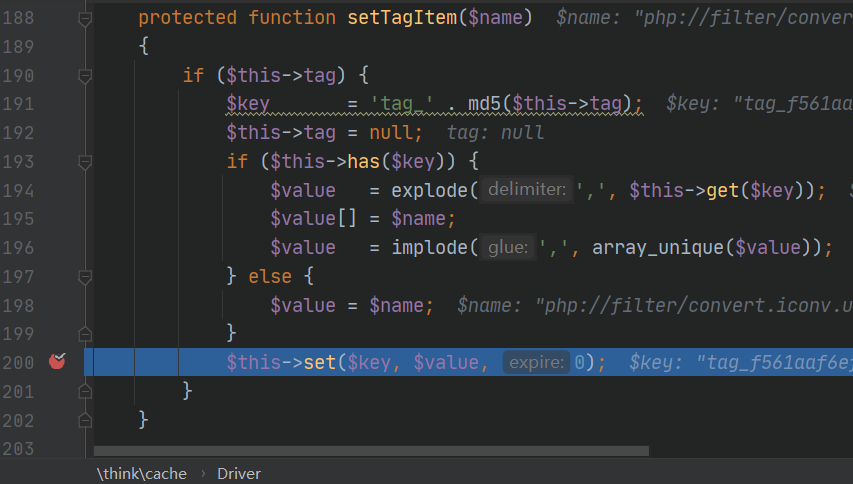 188 protected function setTagItem($name) $name: "php://filter/conver
189 {
190 if ($this->tag) {
191 $key = 'tag_' . md5($this->tag); $key: "tag_f561aa
192 $this->tag = null; tag: null
193 if ($this->has($key)) {
194 $value = explode( delimiter: ',', $this->get($key)); $
195 $value[] = $name;
196 $value = implode( glue: ',', array_unique($value));
197 } else {
198 $value = $name; $name: "php://filter/convert.iconv.u
199 }
200 $this->set($key, $value, expire: 0); $key: "tag_f561aaf6e
201 }
202 }
203
\think\cache › Driver